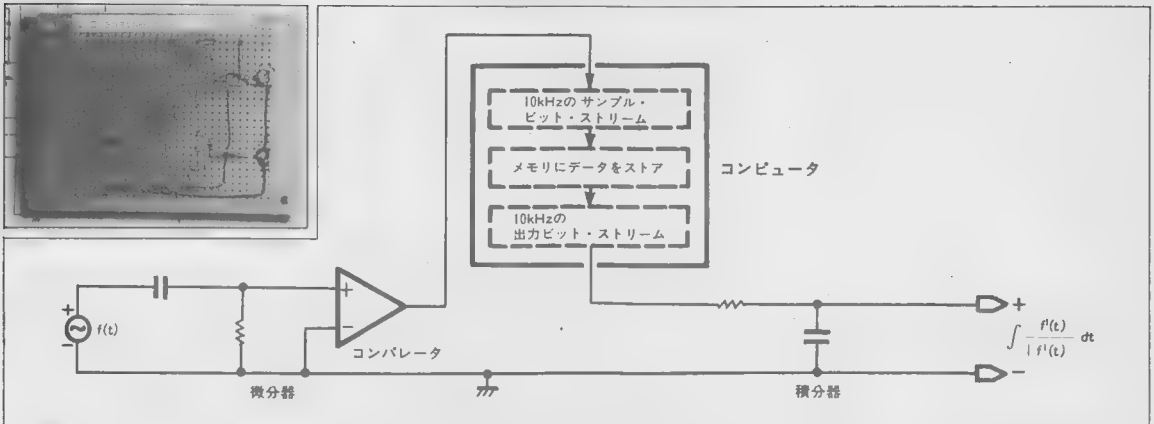 10kHzの サンプル・
ビット・ストリーム
メモリにデータをストア
コンピュータ
10kHzの
出力ビット・ストリーム
+
f(t)
−
+
−
コンパレータ
微分器
積分器
+
∫ f'(t) / |f'(t) dt
−